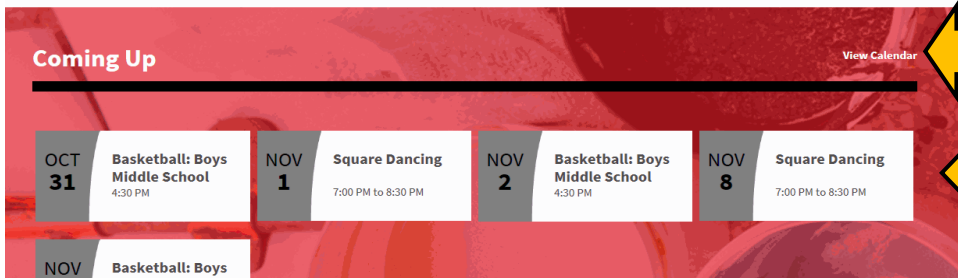 Coming Up
View Calendar
OCT
31
Basketball: Boys
Middle School
4:30 PM
NOV
1
Square Dancing
7:00 PM to 8:30 PM
NOV
2
Basketball: Boys
Middle School
4:30 PM
NOV
8
Square Dancing
7:00 PM to 8:30 PM
NOV
Basketball: Boys